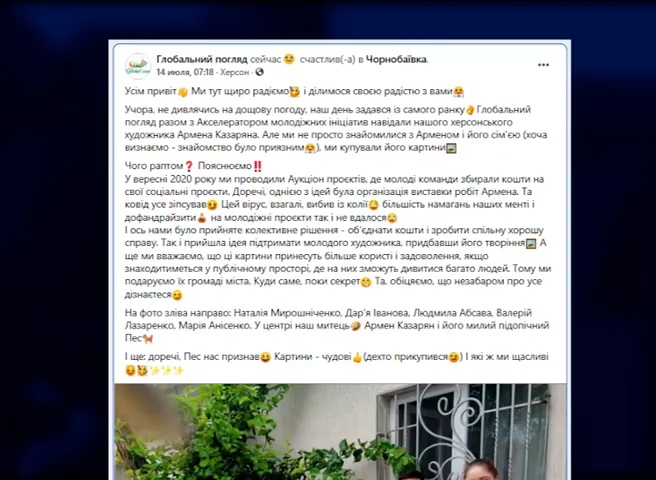 Глобальний погляд сейчас счастлив(-а) в Чорнобаївка.
14 июля, 07:18 · Херсон ·
Усім привіт Ми тут щиро радіємо і ділимося своєю радістю з вами
Учора, не дивлячись на дощову погоду, наш день задався із самого ранку Глобальний
погляд разом з Акселератором молодіжних ініціатив навідали нашого херсонського
художника Армена Казаряна. Але ми не просто знайомилися з Арменом і його сім'єю (хоча
визнаємо - знайомство було приязним), ми купували його картини
Чого раптом❓ Пояснюємо‼️
У вересні 2020 року ми проводили Аукціон проєктів, де молоді команди збирали кошти на
свої соціальні проєкти. Доречі, однією з ідей була організація виставки робіт Армена. Та
ковід усе зіпсував Цей вірус, взагалі, вибив із колії більшість намагань наших менті і
дофандрайзити на молодіжні проєкти так і не вдалося
І ось нами було прийняте колективне рішення - об'єднати кошти і зробити спільну хорошу
справу. Так і прийшла ідея підтримати молодого художника, придбавши його творіння А
ще ми вважаємо, що ці картини принесуть більше користі і задоволення, якщо
знаходитиметься у публічному просторі, де на них зможуть дивитися багато людей. Тому ми
подаруємо їх громаді міста. Куди саме, поки секрет Та, обіцяємо, що незабаром про усе
дізнаєтеся
На фото зліва направо: Наталія Мирошніченко, Дар'я Іванова, Людмила Абсава, Валерій
Лазаренко, Марія Анісенко. У центрі наш митець Армен Казарян і його милий підопічний
Пес
І ще: доречі, Пес нас признав Картини - чудові (дехто прикупився) І які ж ми щасливі